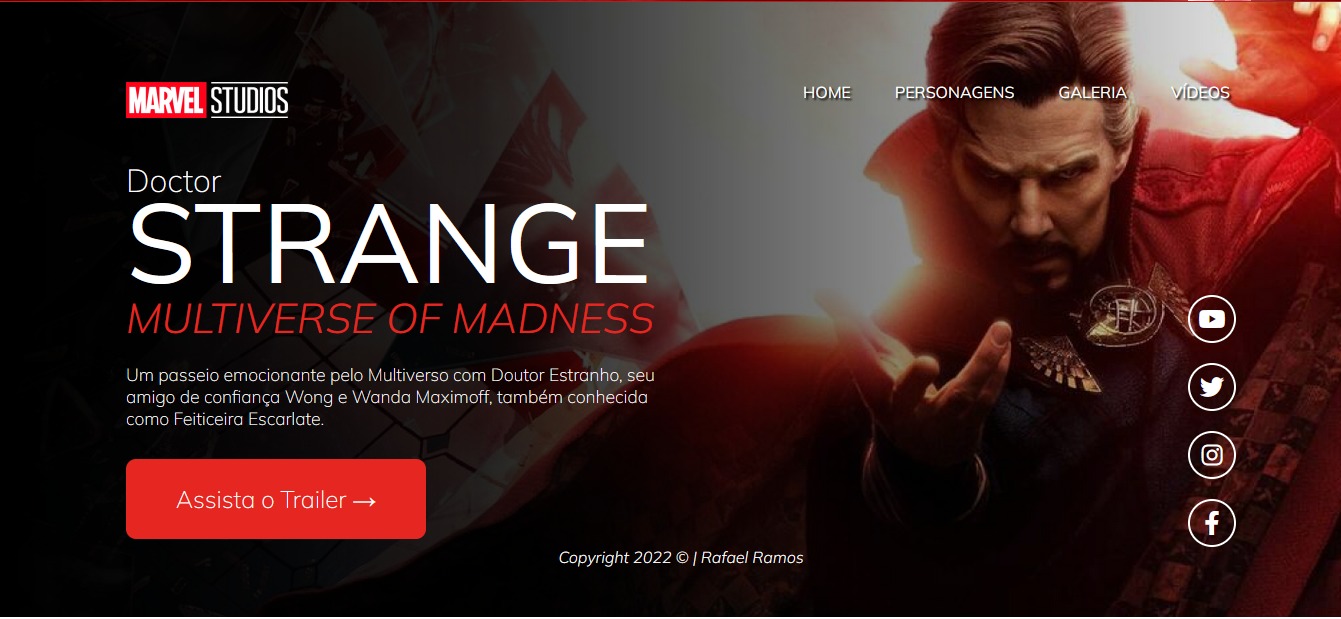 MARVEL STUDIOS
HOME PERSONAGENS GALERIA VÍDEOS
Doctor
STRANGE
MULTIVERSE OF MADNESS
Um passeio emocionante pelo Multiverso com Doutor Estranho, seu
amigo de confiança Wong e Wanda Maximoff, também conhecida
como Feiticeira Escarlate.
Assista o Trailer →
Copyright 2022 © | Rafael Ramos